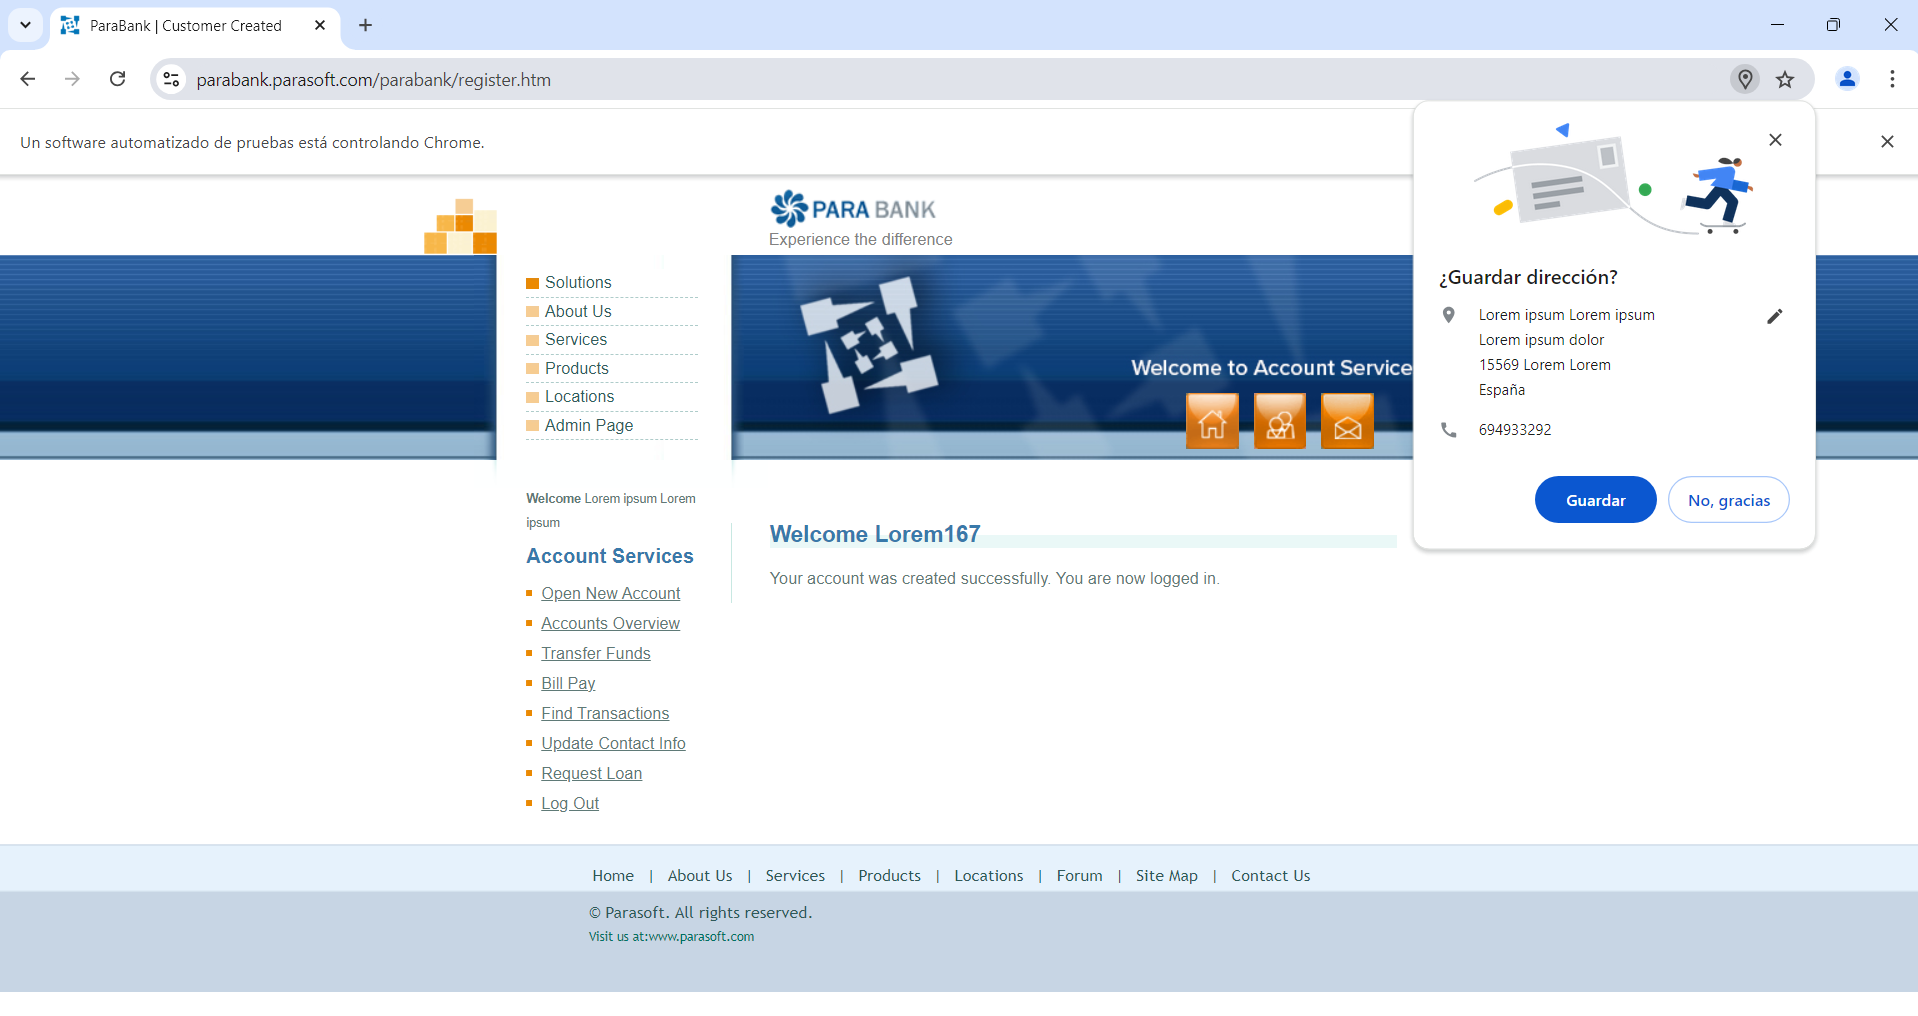 ParaBank | Customer Created
parabank.parasoft.com/parabank/register.htm
Un software automatizado de pruebas está controlando Chrome.
PARA BANK
Experience the difference
Solutions
About Us
Services
Products
Locations
Admin Page
Welcome to Account Service
¿Guardar dirección?
Lorem ipsum Lorem ipsum
Lorem ipsum dolor
15569 Lorem Lorem
España
694933292
Guardar
No, gracias
Welcome Lorem ipsum Lorem
ipsum
Account Services
Open New Account
Accounts Overview
Transfer Funds
Bill Pay
Find Transactions
Update Contact Info
Request Loan
Log Out
Welcome Lorem167
Your account was created successfully. You are now logged in.
Home | About Us | Services | Products | Locations | Forum | Site Map | Contact Us
© Parasoft. All rights reserved.
Visit us at:www.parasoft.com